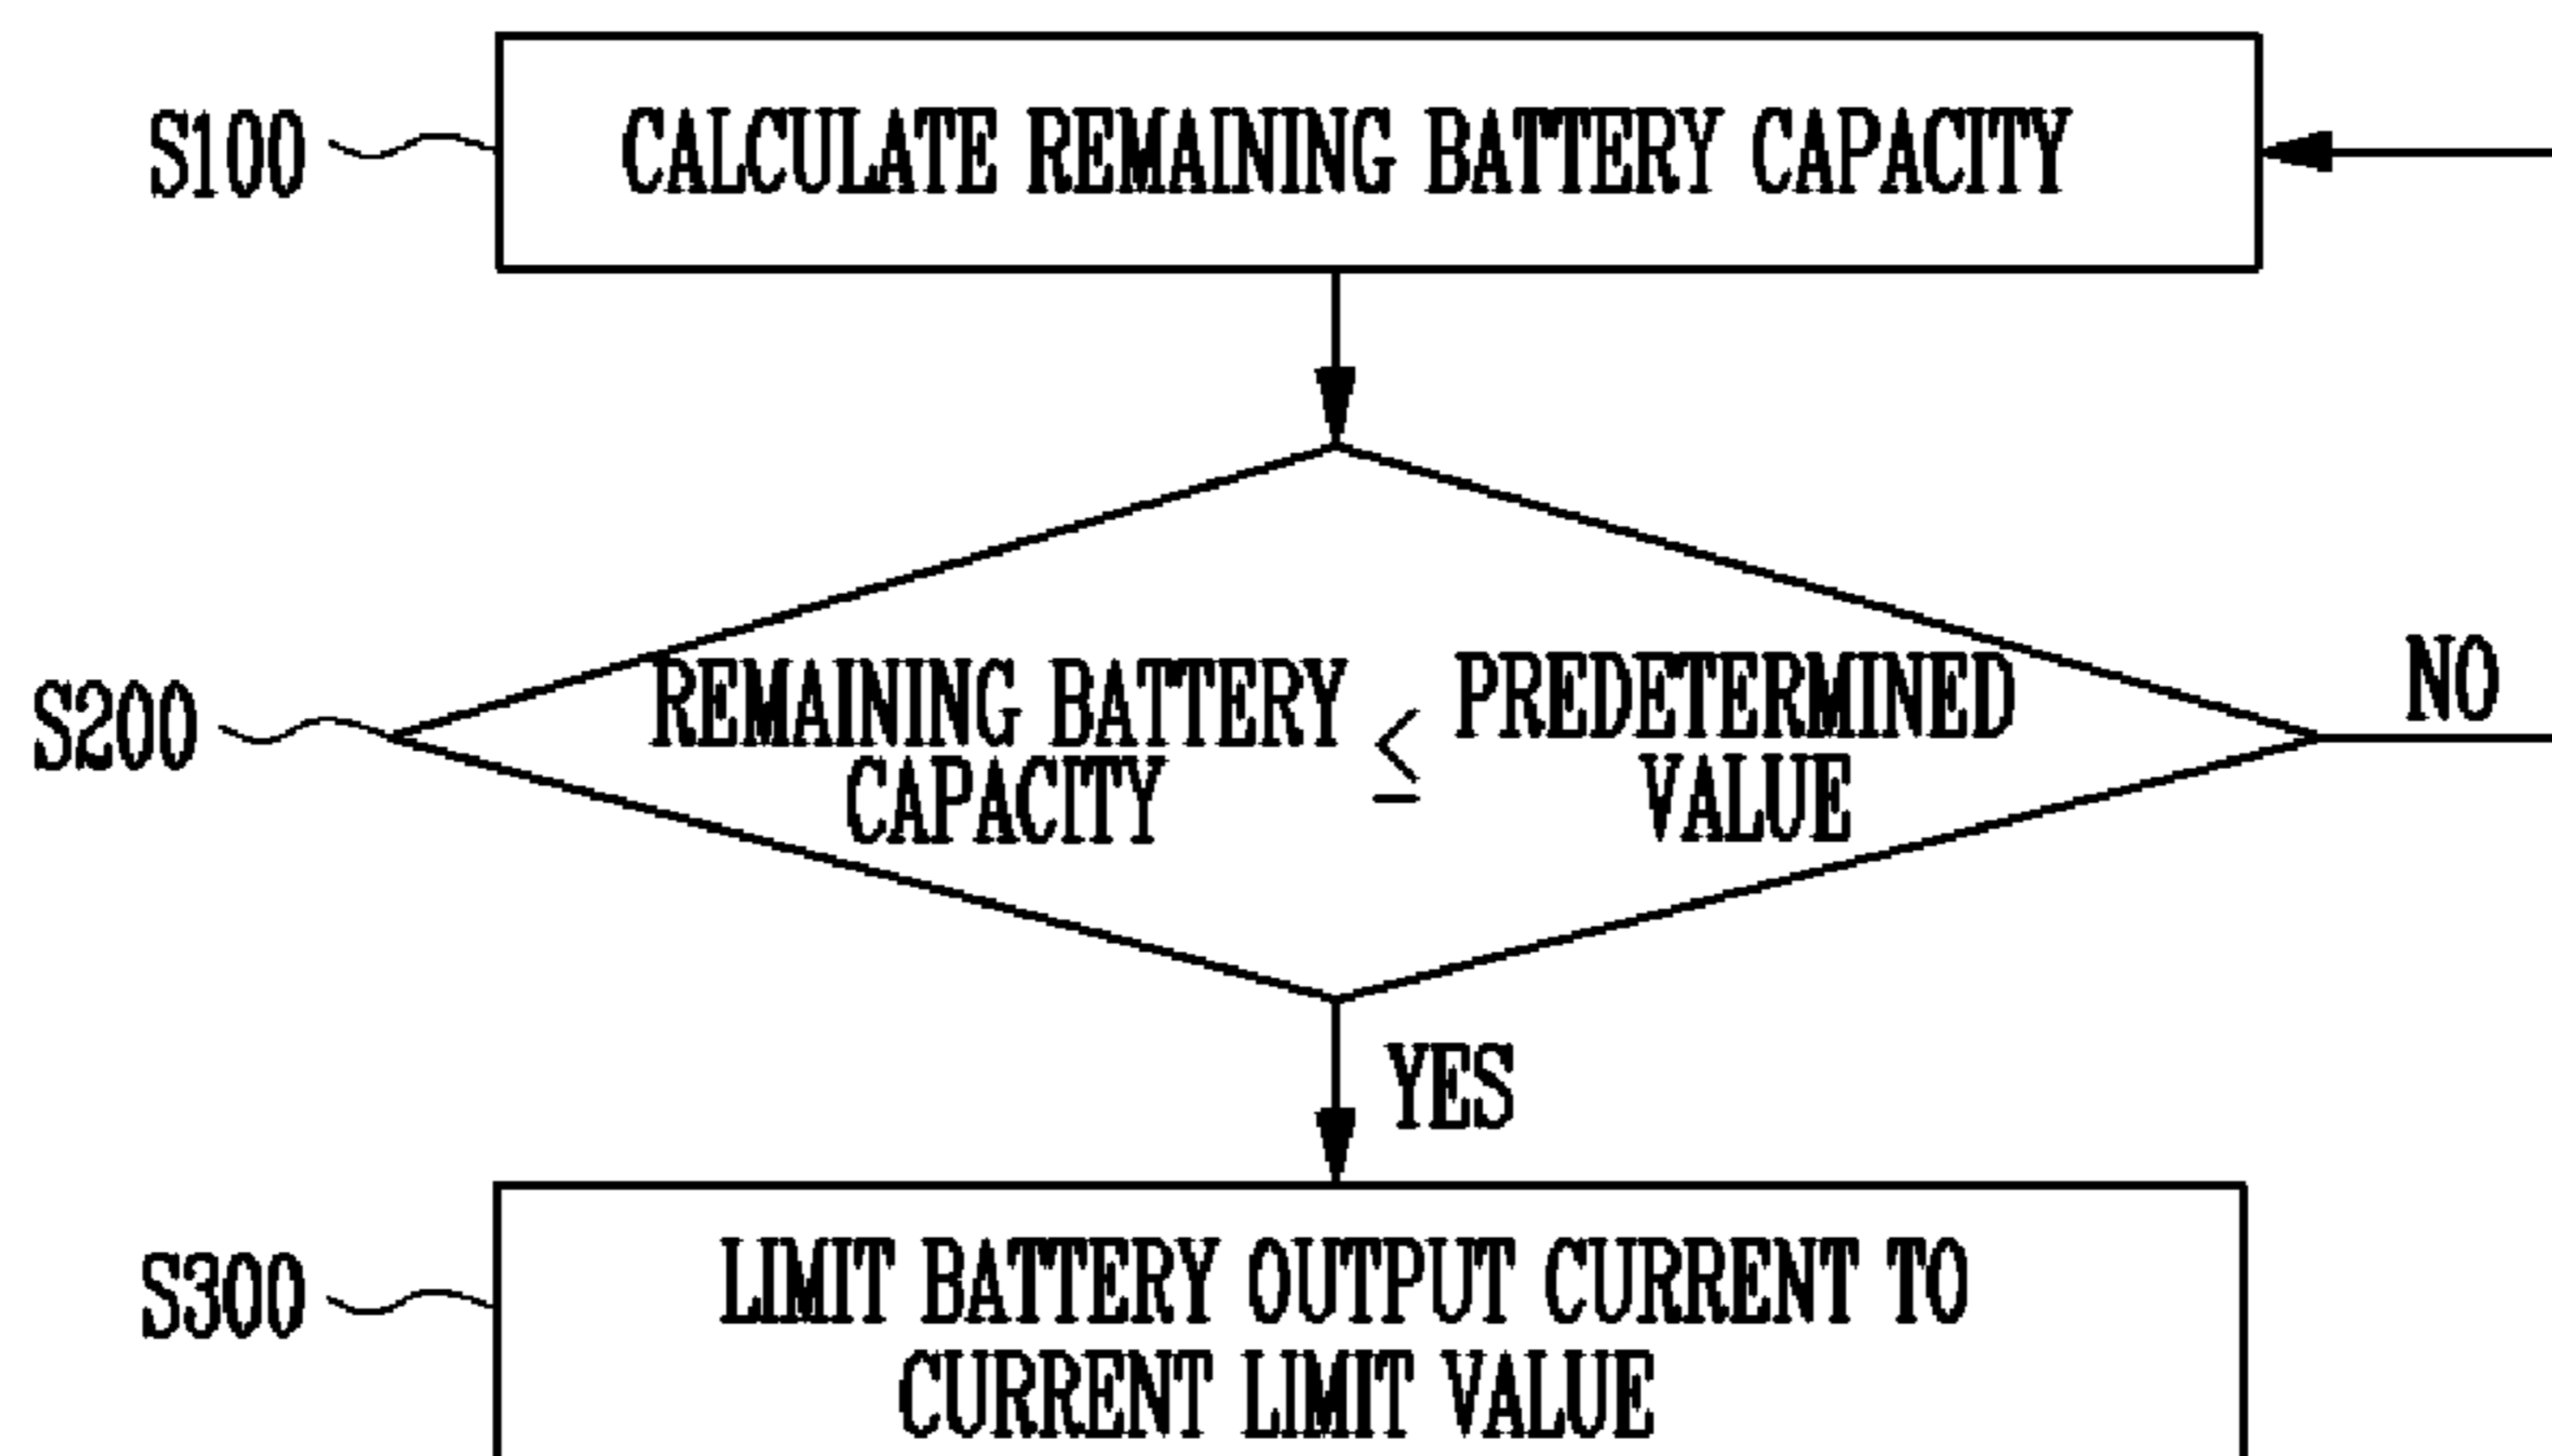 S100
CALCULATE REMAINING BATTERY CAPACITY
S200
REMAINING BATTERY CAPACITY
≤
PREDETERMINED VALUE
NO
YES
S300
LIMIT BATTERY OUTPUT CURRENT TO
CURRENT LIMIT VALUE